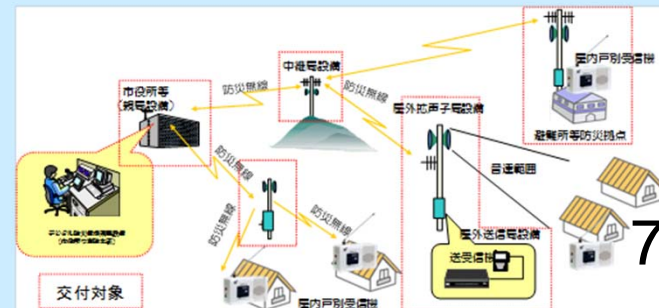 中継局設備
屋内戸別受信機
避難所等防災拠点
市役所等
(親局設備)
防災無線
防災無線
屋外拡声子局設備
音達範囲
防災無線
防災無線
防災無線
屋外送信局設備
送受信機
屋内戸別受信機
交付対象
7